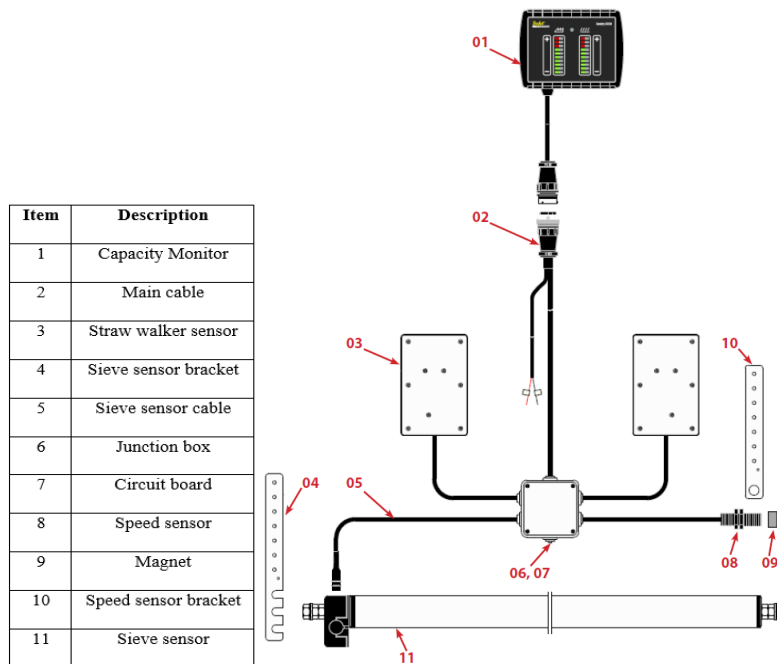 01
02
Item Description
1 Capacity Monitor
2 Main cable
3 Straw walker sensor
4 Sieve sensor bracket
5 Sieve sensor cable
6 Junction box
7 Circuit board
8 Speed sensor
9 Magnet
10 Speed sensor bracket
11 Sieve sensor
03
10
04
05
06, 07
08
09
11